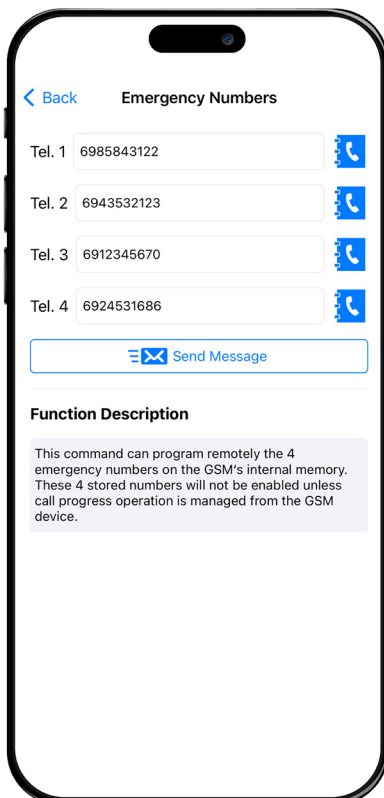 Back Emergency Numbers
Tel. 1 6985843122
Tel. 2 6943532123
Tel. 3 6912345670
Tel. 4 6924531686
Send Message
Function Description
This command can program remotely the 4
emergency numbers on the GSM's internal memory.
These 4 stored numbers will not be enabled unless
call progress operation is managed from the GSM
device.